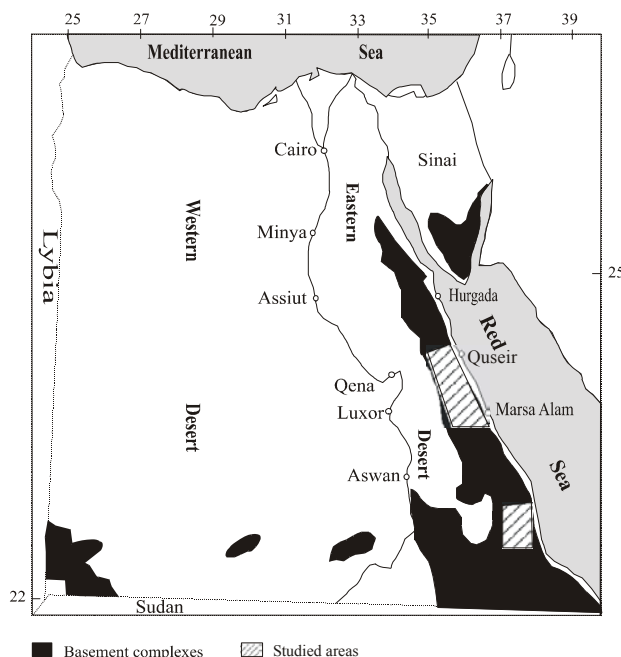 25 27 29 31 33 35 37 39
Mediterranean Sea
Cairo
Sinai
Eastern
Western
Minya
Lybia
25
Assiut
Hurgada
Red
Quseir
Qena
Luxor
Marsa Alam
Desert
Desert
Aswan
Sea
22
Sudan
Basement complexes
Studied areas